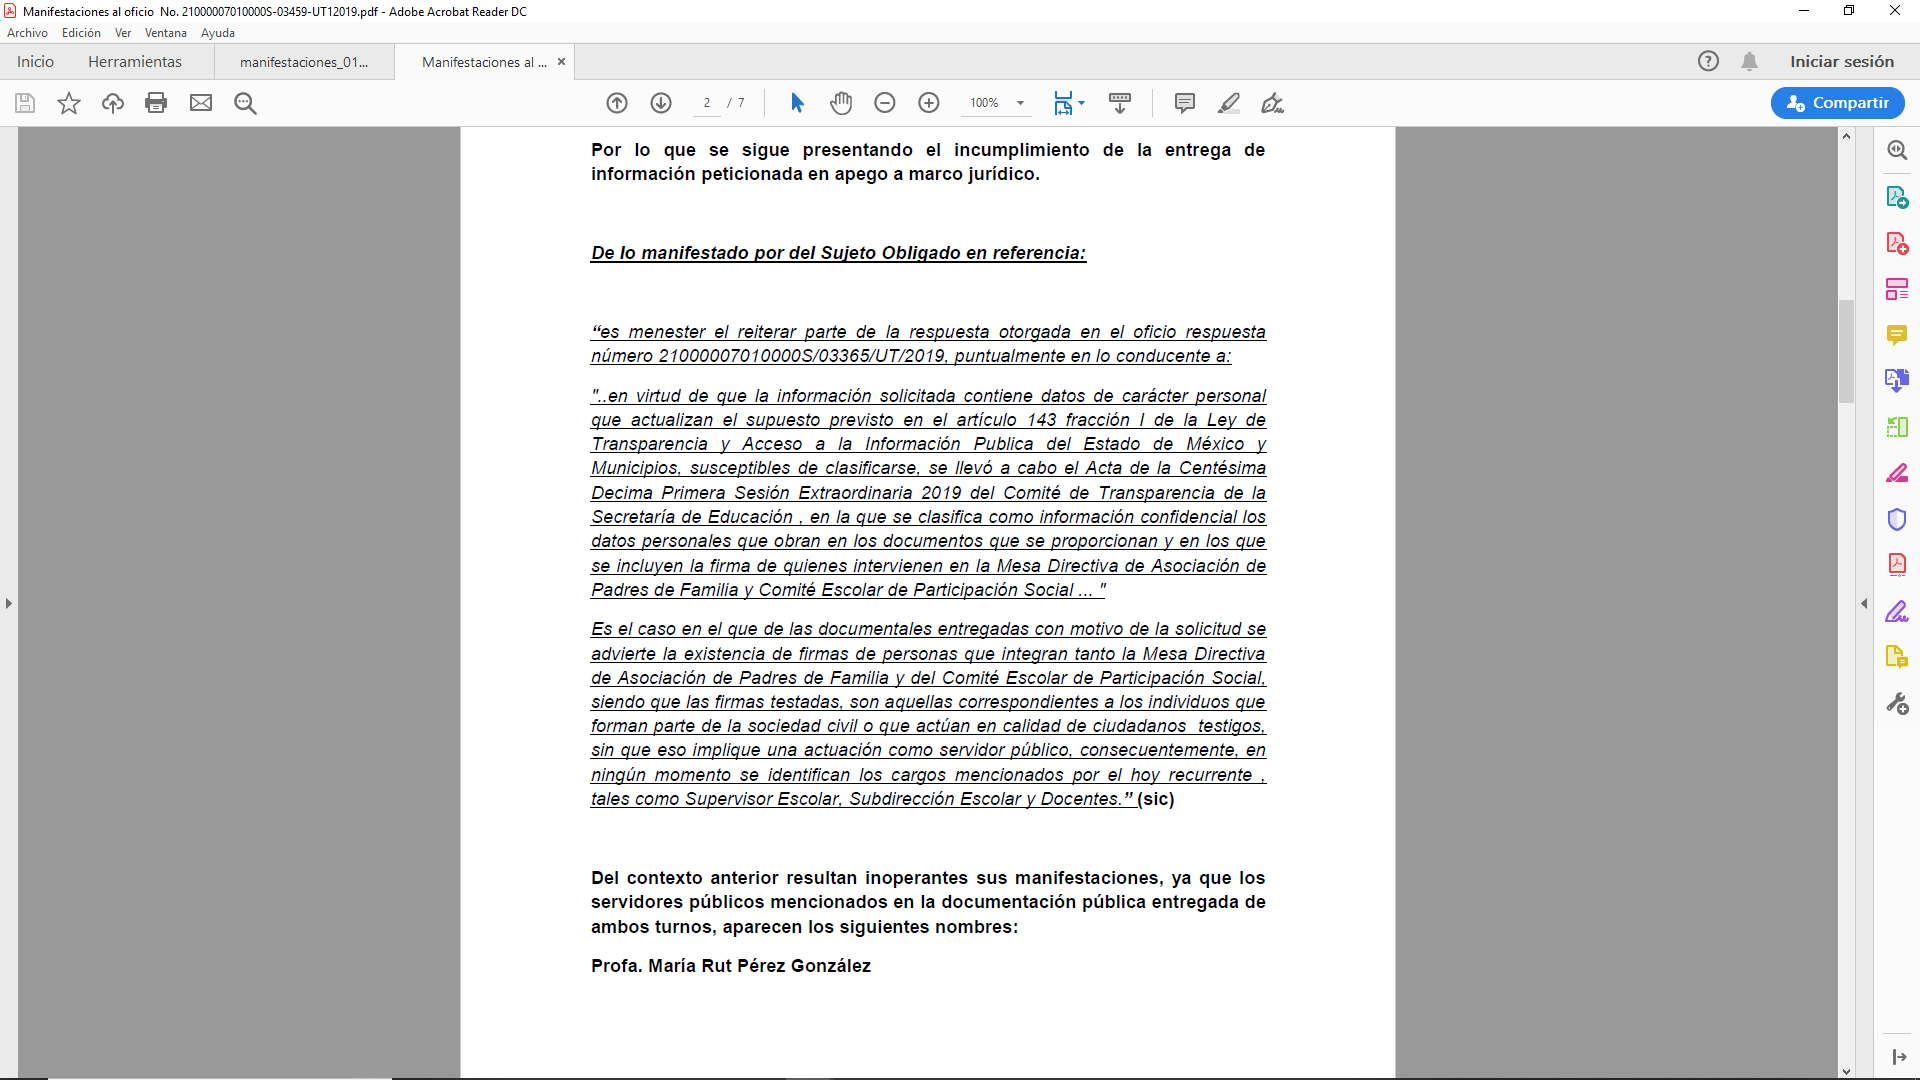 Manifestaciones al oficio  No. 21000007010000S-03459-UT12019.pdf - Adobe Acrobat Reader DC
Archivo Edición Ver Ventana Ayuda
Inicio Herramientas manifestaciones_01... Manifestaciones al ... × Iniciar sesión
2 / 7 100% Compartir
Por lo que se sigue presentando el incumplimiento de la entrega de
información peticionada en apego a marco jurídico.
De lo manifestado por del Sujeto Obligado en referencia:
“es menester el reiterar parte de la respuesta otorgada en el oficio respuesta
número 21000007010000S/03365/UT/2019, puntualmente en lo conducente a:
"..en virtud de que la información solicitada contiene datos de carácter personal
que actualizan el supuesto previsto en el artículo 143 fracción I de la Ley de
Transparencia y Acceso a la Información Publica del Estado de México y
Municipios, susceptibles de clasificarse, se llevó a cabo el Acta de la Centésima
Decima Primera Sesión Extraordinaria 2019 del Comité de Transparencia de la
Secretaría de Educación , en la que se clasifica como información confidencial los
datos personales que obran en los documentos que se proporcionan y en los que
se incluyen la firma de quienes intervienen en la Mesa Directiva de Asociación de
Padres de Familia y Comité Escolar de Participación Social ... "
Es el caso en el que de las documentales entregadas con motivo de la solicitud se
advierte la existencia de firmas de personas que integran tanto la Mesa Directiva
de Asociación de Padres de Familia y del Comité Escolar de Participación Social,
siendo que las firmas testadas, son aquellas correspondientes a los individuos que
forman parte de la sociedad civil o que actúan en calidad de ciudadanos  testigos,
sin que eso implique una actuación como servidor público, consecuentemente, en
ningún momento se identifican los cargos mencionados por el hoy recurrente ,
tales como Supervisor Escolar, Subdirección Escolar y Docentes.” (sic)
Del contexto anterior resultan inoperantes sus manifestaciones, ya que los
servidores públicos mencionados en la documentación pública entregada de
ambos turnos, aparecen los siguientes nombres:
Profa. María Rut Pérez González